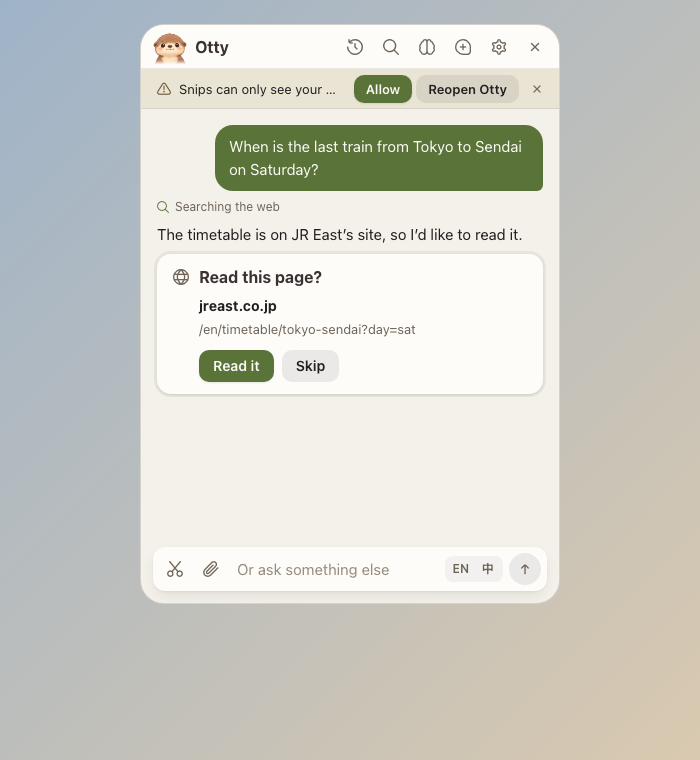 Otty
Snips can only see your ...
Allow
Reopen Otty
When is the last train from Tokyo to Sendai
on Saturday?
Searching the web
The timetable is on JR East’s site, so I’d like to read it.
Read this page?
jreast.co.jp
/en/timetable/tokyo-sendai?day=sat
Read it
Skip
Or ask something else
EN 中